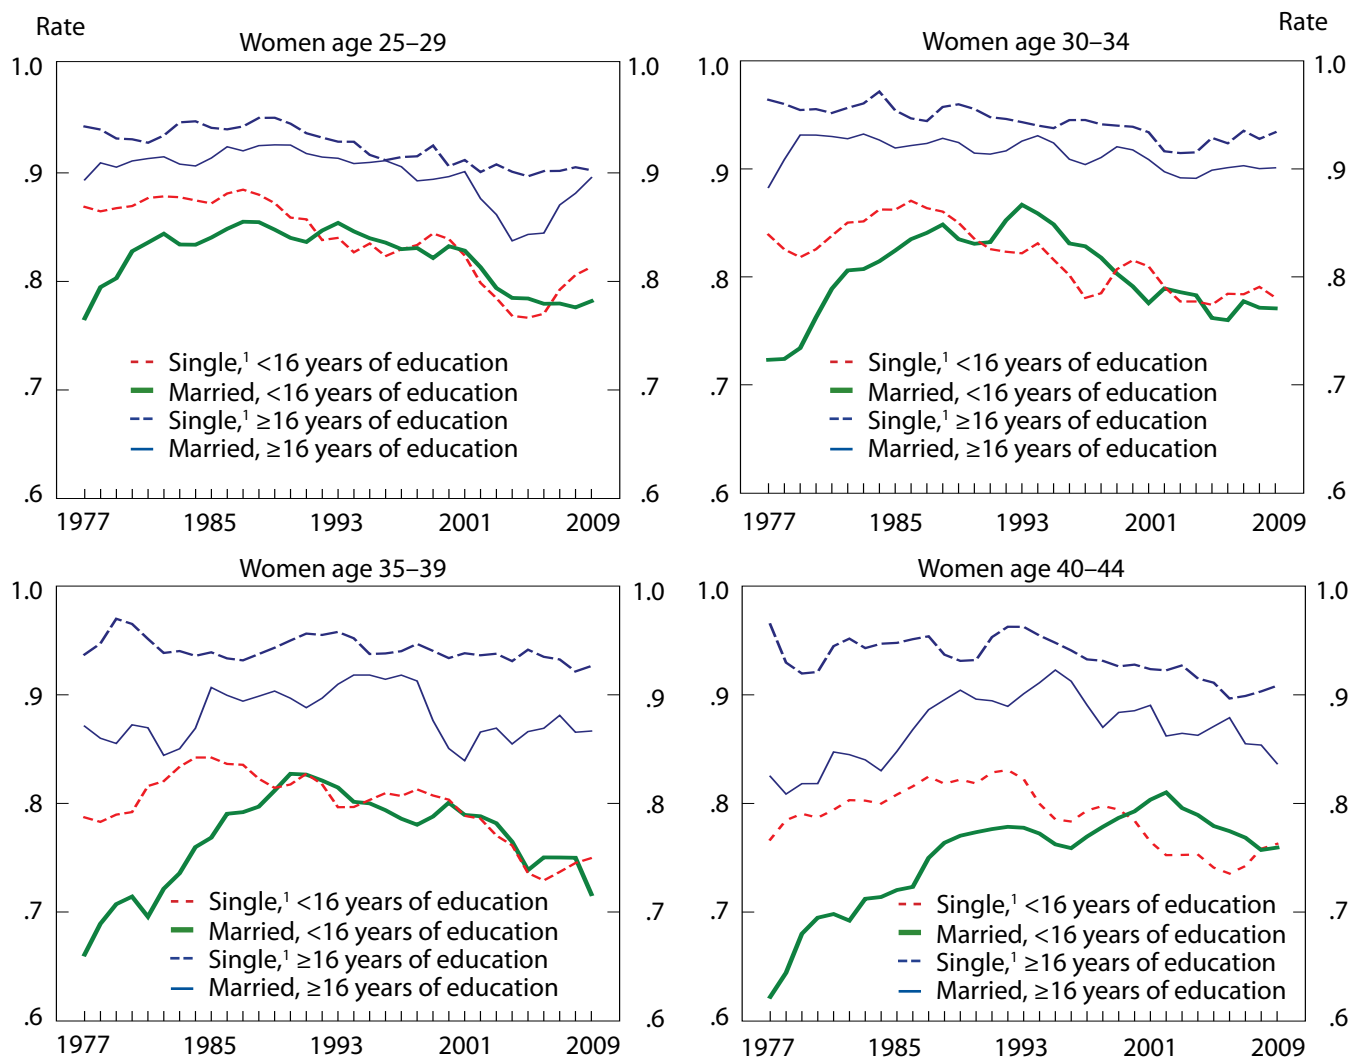 Rate
Rate
Women age 25–29
1.0
1.0
.9
.9
.8
.8
.7
.7
.6
.6
Single,¹ <16 years of education
Married, <16 years of education
Single,¹ ≥16 years of education
Married, ≥16 years of education
1977 1985 1993 2001 2009
Women age 30–34
1.0
1.0
.9
.9
.8
.8
.7
.7
.6
.6
Single,¹ <16 years of education
Married, <16 years of education
Single,¹ ≥16 years of education
Married, ≥16 years of education
1977 1985 1993 2001 2009
Women age 35–39
1.0
1.0
.9
.9
.8
.8
.7
.7
.6
.6
Single,¹ <16 years of education
Married, <16 years of education
Single,¹ ≥16 years of education
Married, ≥16 years of education
1977 1985 1993 2001 2009
Women age 40–44
1.0
1.0
.9
.9
.8
.8
.7
.7
.6
.6
Single,¹ <16 years of education
Married, <16 years of education
Single,¹ ≥16 years of education
Married, ≥16 years of education
1977 1985 1993 2001 2009